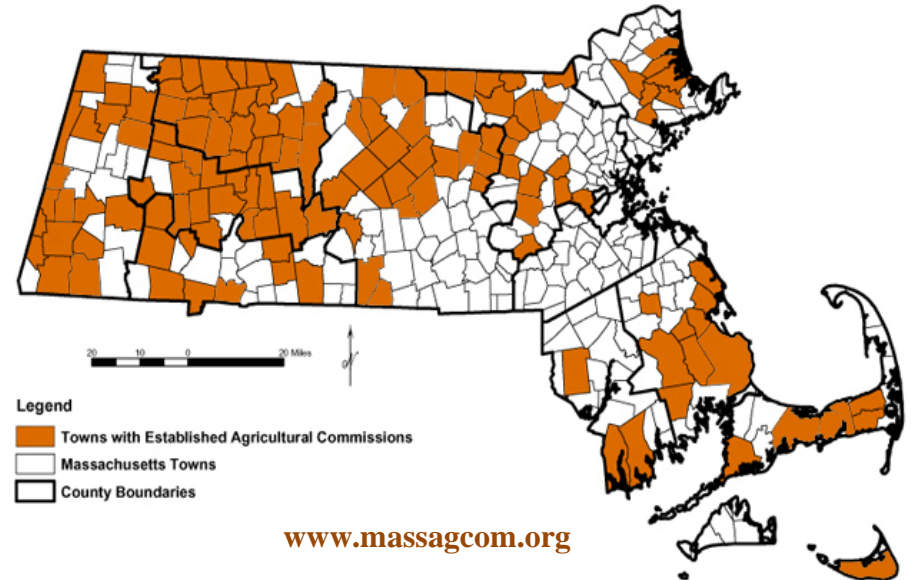 20 10 0 20 Miles
Legend
Towns with Established Agricultural Commissions
Massachusetts Towns
County Boundaries
www.massagcom.org